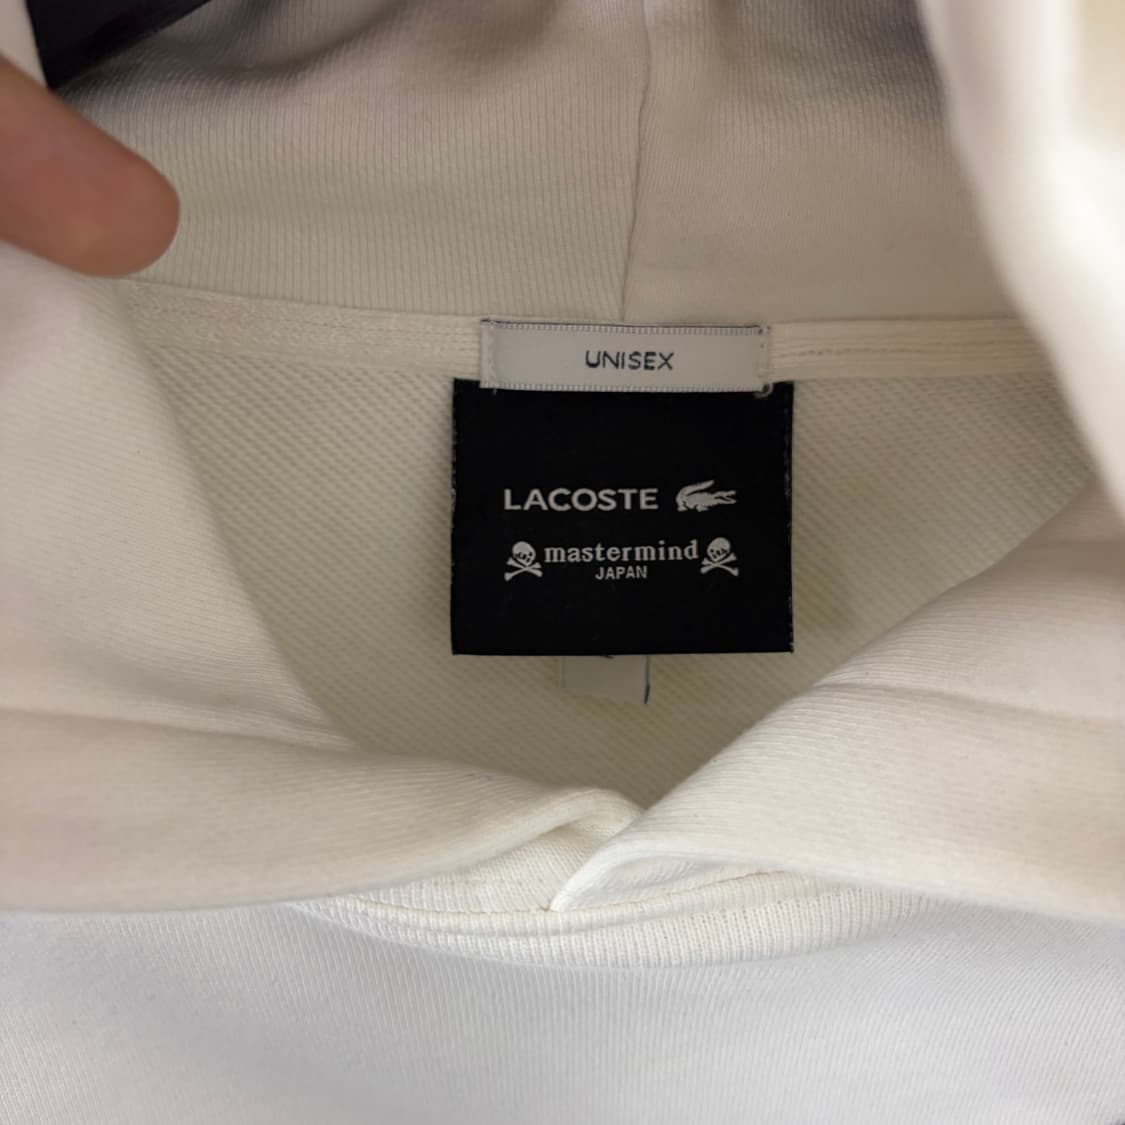 UNISEX
LACOSTE
mastermind
JAPAN